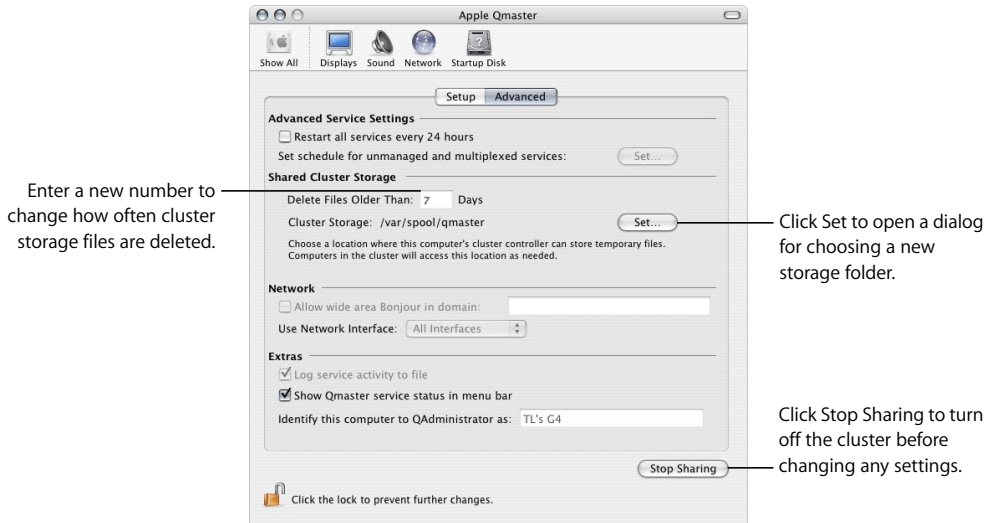 Apple Qmaster
Show All
Displays
Sound
Network
Startup Disk
Setup
Advanced
Advanced Service Settings
Restart all services every 24 hours
Set schedule for unmanaged and multiplexed services:
Set...
Shared Cluster Storage
Delete Files Older Than: 7 Days
Cluster Storage: /var/spool/qmaster
Set...
Choose a location where this computer's cluster controller can store temporary files.
Computers in the cluster will access this location as needed.
Network
Allow wide area Bonjour in domain:
Use Network Interface: All Interfaces
Extras
Log service activity to file
Show Qmaster service status in menu bar
Identify this computer to QAdministrator as: TL's G4
Stop Sharing
Click the lock to prevent further changes.
Enter a new number to
change how often cluster
storage files are deleted.
Click Set to open a dialog
for choosing a new
storage folder.
Click Stop Sharing to turn
off the cluster before
changing any settings.